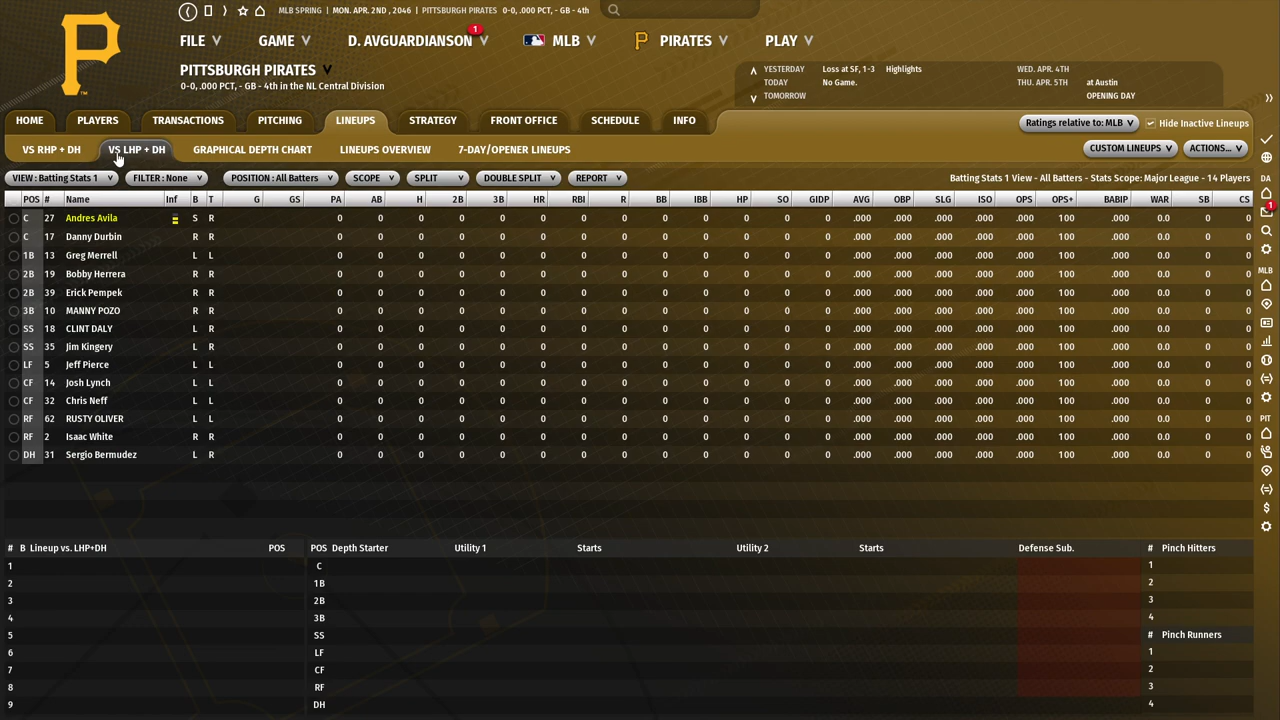 MLB SPRING | MON. APR. 2ND , 2046 | PITTSBURGH PIRATES 0-0, .000 PCT, - GB - 4th
FILE GAME D. AVGUARDIANSON 1 MLB PIRATES PLAY
P
TM
PITTSBURGH PIRATES
0-0, .000 PCT, - GB - 4th in the NL Central Division
YESTERDAY Loss at SF, 1-3 Highlights WED. APR. 4TH
TODAY No Game. THU. APR. 5TH at Austin
TOMORROW OPENING DAY
HOME PLAYERS TRANSACTIONS PITCHING LINEUPS STRATEGY FRONT OFFICE SCHEDULE INFO Ratings relative to: MLB Hide Inactive Lineups
VS RHP + DH VS LHP + DH GRAPHICAL DEPTH CHART LINEUPS OVERVIEW 7-DAY/OPENER LINEUPS CUSTOM LINEUPS ACTIONS...
VIEW : Batting Stats 1 FILTER : None POSITION : All Batters SCOPE SPLIT DOUBLE SPLIT REPORT Batting Stats 1 View - All Batters - Stats Scope: Major League - 14 Players
POS # Name Inf B T G GS PA AB H 2B 3B HR RBI R BB IBB HP SO GIDP AVG OBP SLG ISO OPS OPS+ BABIP WAR SB CS
C 27 Andres Avila S R 0 0 0 0 0 0 0 0 0 0 0 0 0 .000 .000 .000 .000 .000 100 .000 0.0 0 0
C 17 Danny Durbin R R 0 0 0 0 0 0 0 0 0 0 0 0 0 .000 .000 .000 .000 .000 100 .000 0.0 0 0
1B 13 Greg Merrell L L 0 0 0 0 0 0 0 0 0 0 0 0 0 .000 .000 .000 .000 .000 100 .000 0.0 0 0
2B 19 Bobby Herrera R R 0 0 0 0 0 0 0 0 0 0 0 0 0 .000 .000 .000 .000 .000 100 .000 0.0 0 0
2B 39 Erick Pempek R R 0 0 0 0 0 0 0 0 0 0 0 0 0 .000 .000 .000 .000 .000 100 .000 0.0 0 0
3B 10 MANNY POZO R R 0 0 0 0 0 0 0 0 0 0 0 0 0 .000 .000 .000 .000 .000 100 .000 0.0 0 0
SS 18 CLINT DALY L R 0 0 0 0 0 0 0 0 0 0 0 0 0 .000 .000 .000 .000 .000 100 .000 0.0 0 0
SS 35 Jim Kingery L R 0 0 0 0 0 0 0 0 0 0 0 0 0 .000 .000 .000 .000 .000 100 .000 0.0 0 0
LF 5 Jeff Pierce L L 0 0 0 0 0 0 0 0 0 0 0 0 0 .000 .000 .000 .000 .000 100 .000 0.0 0 0
CF 14 Josh Lynch L L 0 0 0 0 0 0 0 0 0 0 0 0 0 .000 .000 .000 .000 .000 100 .000 0.0 0 0
CF 32 Chris Neff L L 0 0 0 0 0 0 0 0 0 0 0 0 0 .000 .000 .000 .000 .000 100 .000 0.0 0 0
RF 62 RUSTY OLIVER L L 0 0 0 0 0 0 0 0 0 0 0 0 0 .000 .000 .000 .000 .000 100 .000 0.0 0 0
RF 2 Isaac White R R 0 0 0 0 0 0 0 0 0 0 0 0 0 .000 .000 .000 .000 .000 100 .000 0.0 0 0
DH 31 Sergio Bermudez L R 0 0 0 0 0 0 0 0 0 0 0 0 0 .000 .000 .000 .000 .000 100 .000 0.0 0 0
# B Lineup vs. LHP+DH POS POS Depth Starter Utility 1 Starts Utility 2 Starts Defense Sub. # Pinch Hitters
1 C 1
2 1B 2
3 2B 3
4 3B 4
5 SS # Pinch Runners
6 LF 1
7 CF 2
8 RF 3
9 DH 4
DA
1
MLB
PIT
$